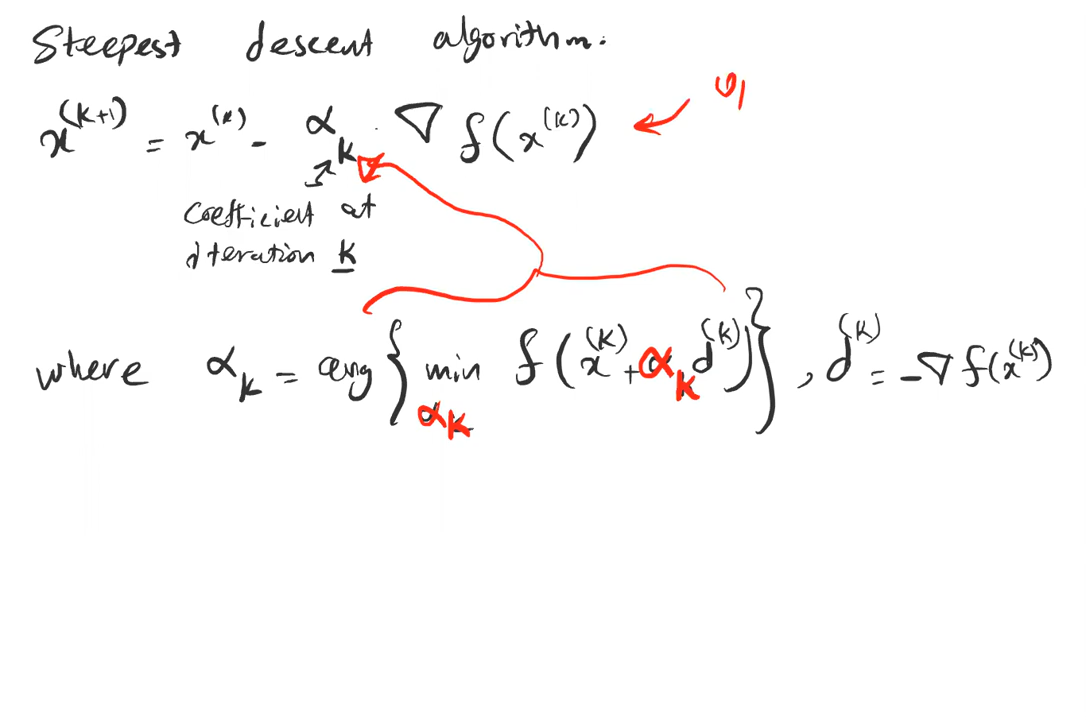 Steepest descent algorithm.
x^(k+1) = x^(k) - α_k · ∇ f(x^(k)) ←
coefficient at
iteration k
where α_k = arg { min_{α_k} f(x^(k) + α_k d^(k)) }, d^(k) = -∇ f(x^(k))